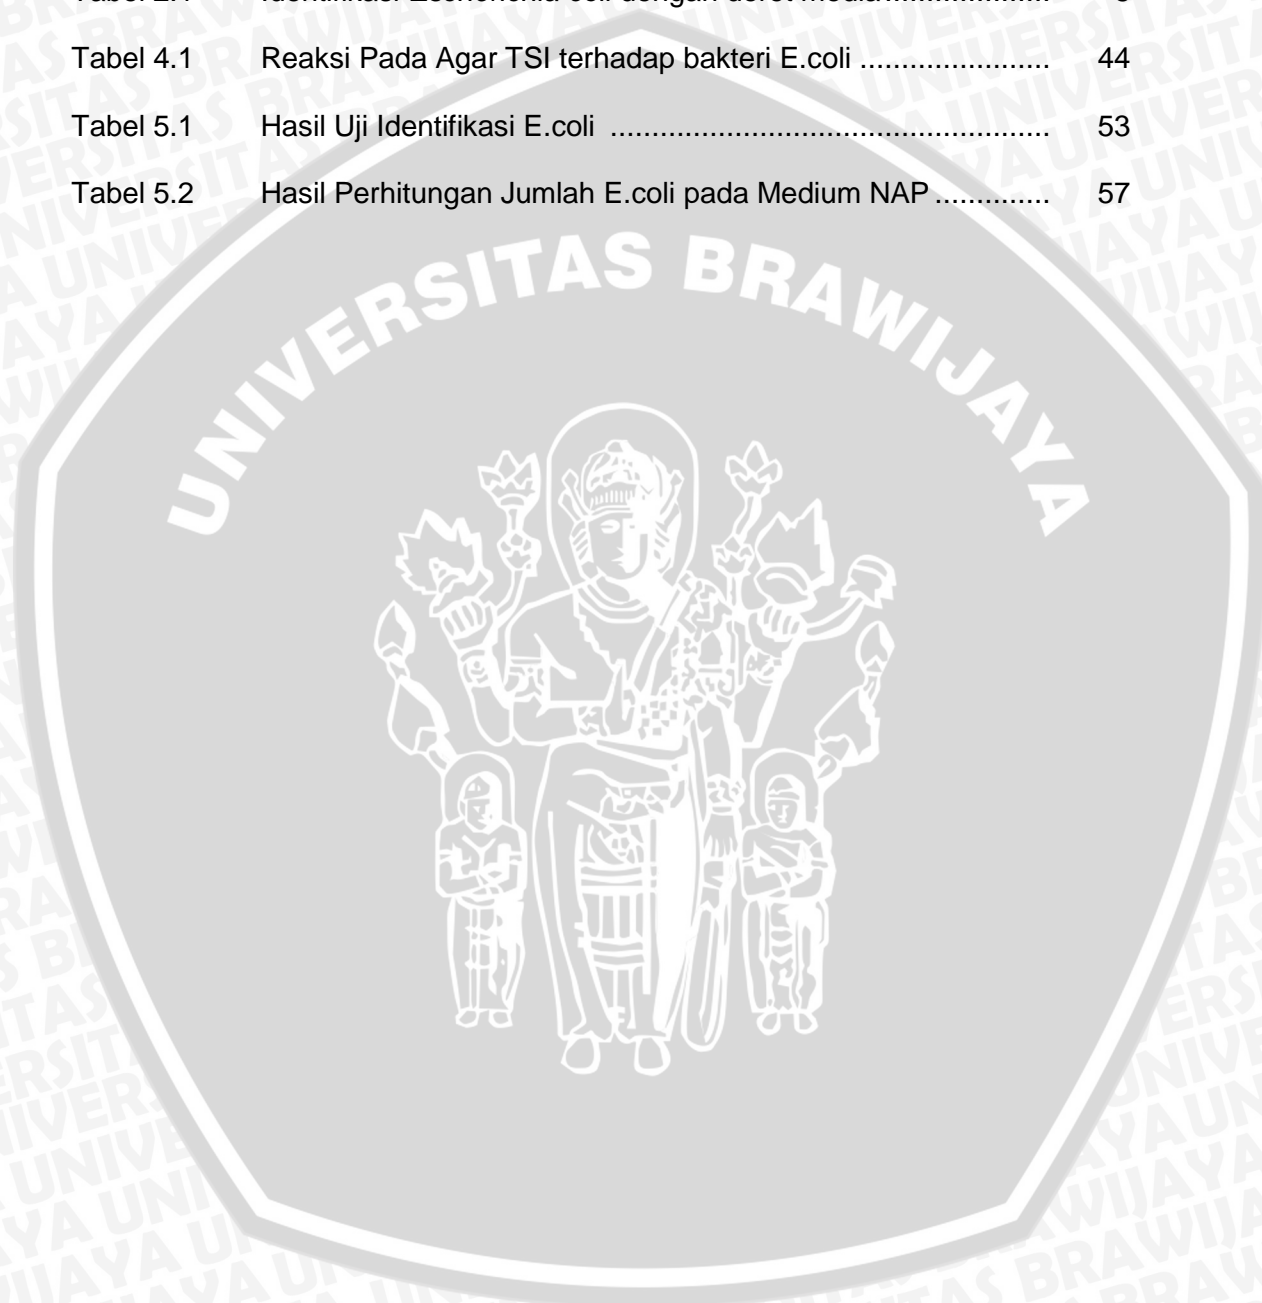 Tabel 4.1 Reaksi Pada Agar TSI terhadap bakteri E.coli ....................... 44
Tabel 5.1 Hasil Uji Identifikasi E.coli ..................................................... 53
Tabel 5.2 Hasil Perhitungan Jumlah E.coli pada Medium NAP .............. 57
UNIVERSITAS BRAWIJAYA